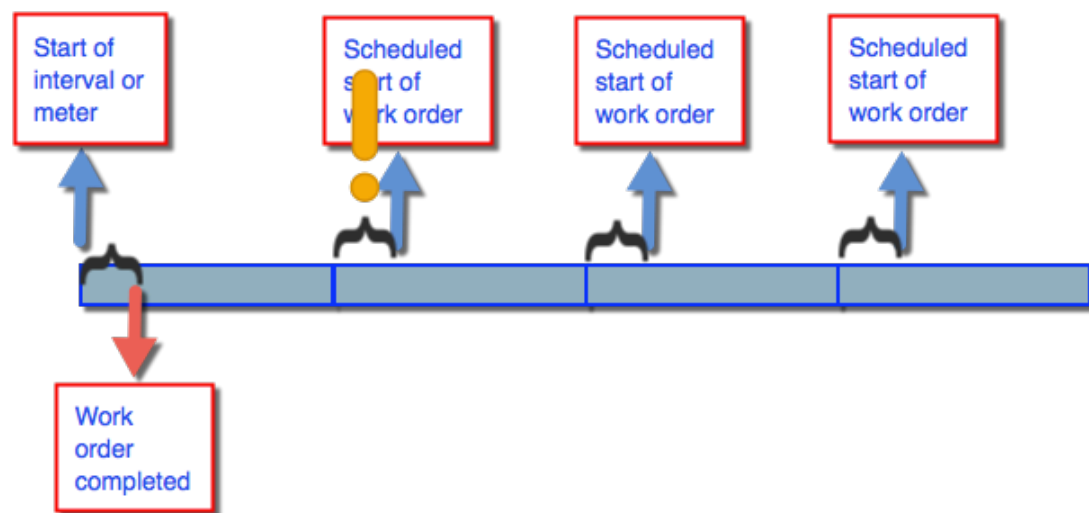 Start of
interval or
meter
Scheduled
start of
work order
Scheduled
start of
work order
Scheduled
start of
work order
Work
order
completed